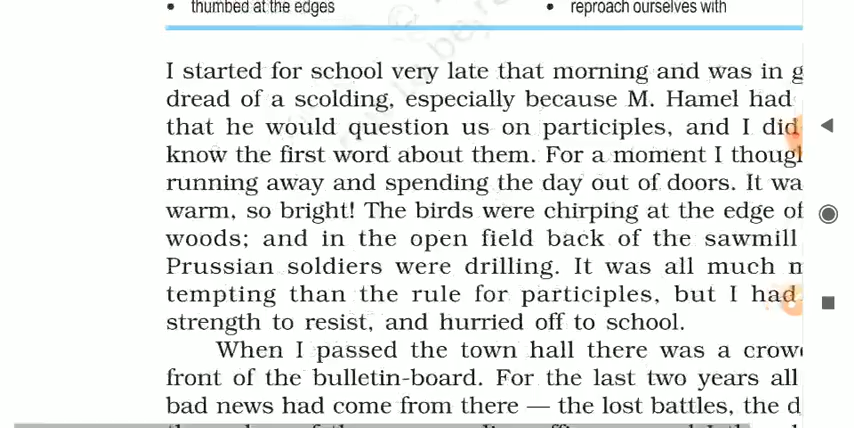 • thumbed at the edges • reproach ourselves with
I started for school very late that morning and was in g
dread of a scolding, especially because M. Hamel had
that he would question us on participles, and I did
know the first word about them. For a moment I though
running away and spending the day out of doors. It wa
warm, so bright! The birds were chirping at the edge of
woods; and in the open field back of the sawmill
Prussian soldiers were drilling. It was all much m
tempting than the rule for participles, but I had
strength to resist, and hurried off to school.
When I passed the town hall there was a crow
front of the bulletin-board. For the last two years all
bad news had come from there — the lost battles, the d